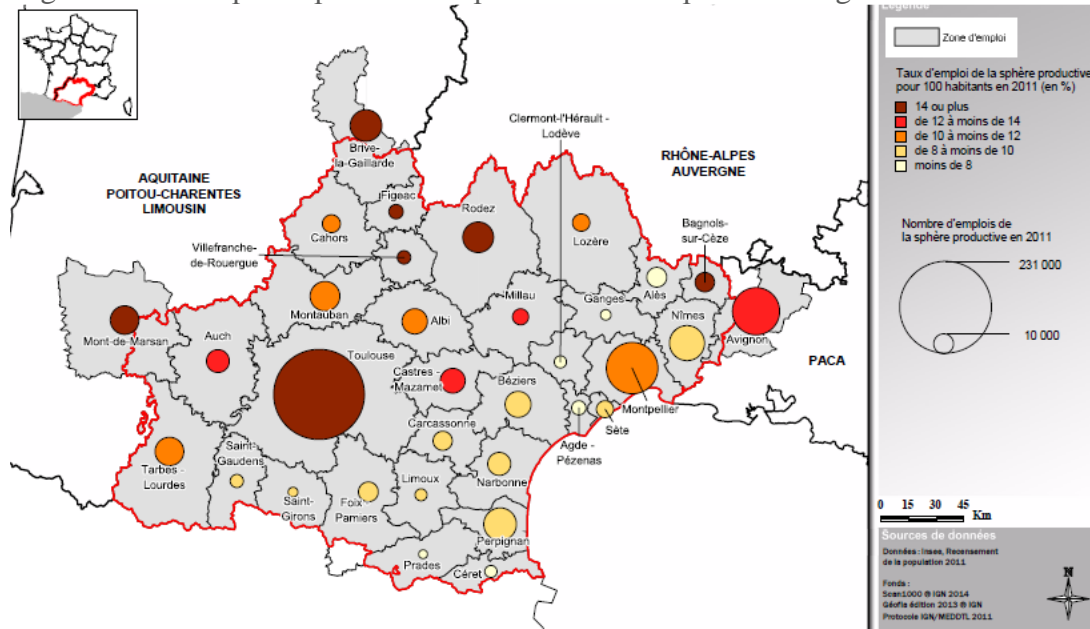 Légende
Zone d'emploi
Taux d'emploi de la sphère productive
pour 100 habitants en 2011 (en %)
14 ou plus
de 12 à moins de 14
de 10 à moins de 12
de 8 à moins de 10
moins de 8
Nombre d'emplois de
la sphère productive en 2011
231 000
10 000
Clermont-l'Hérault -
Lodève
RHÔNE-ALPES
AUVERGNE
AQUITAINE
POITOU-CHARENTES
LIMOUSIN
Brive-
la-Gaillarde
Figeac
Rodez
Cahors
Lozère
Bagnols-
sur-Cèze
Villefranche-
de-Rouergue
Alès
Montauban
Albi
Millau
Ganges
Nîmes
Avignon
Mont-de-Marsan
Auch
Toulouse
Castres -
Mazamet
Béziers
Montpellier
PACA
Carcassonne
Sète
Agde -
Pézenas
Tarbes -
Lourdes
Saint-
Gaudens
Saint-
Girons
Foix
Pamiers
Limoux
Narbonne
Perpignan
Prades
Céret
0 15 30 45
Km
Sources de données
Données : Insee, Recensement
de la population 2011
Fonds :
Scan1000 ® IGN 2014
Géofla édition 2013 ® IGN
Protocole IGN/MEDDTL 2011
N